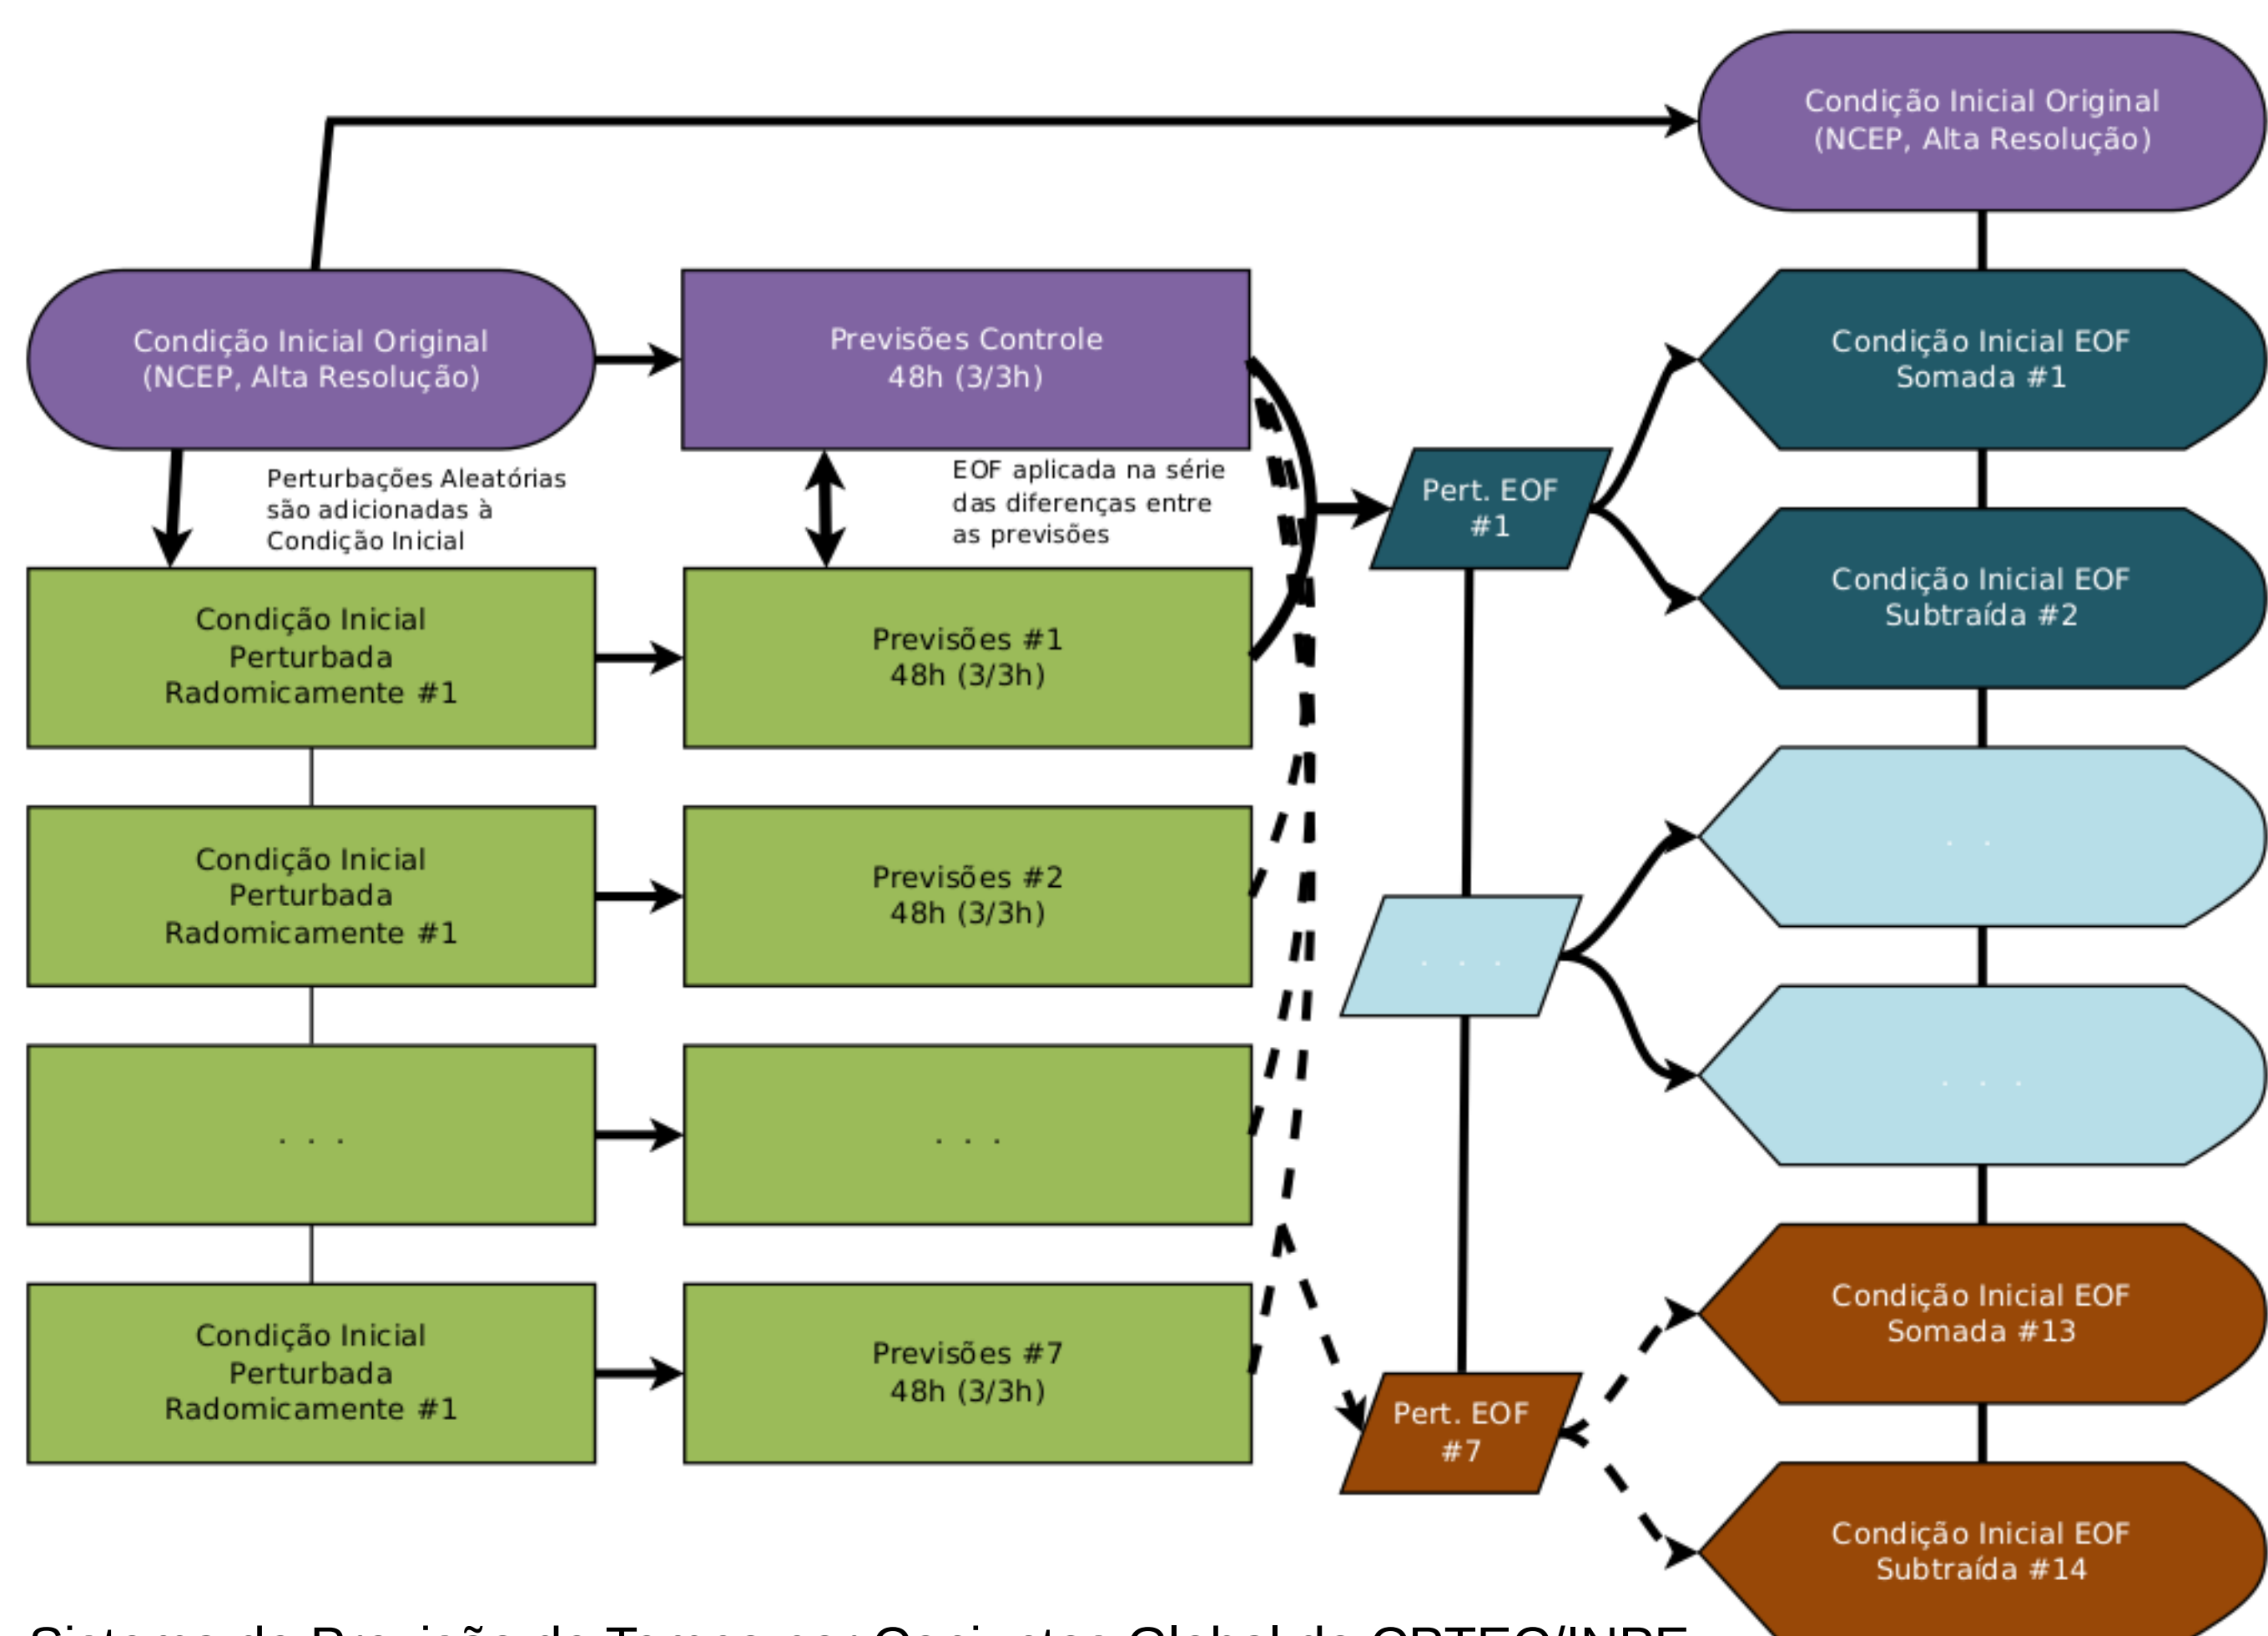 Condição Inicial Original
(NCEP, Alta Resolução)
Condição Inicial Original
(NCEP, Alta Resolução)
Previsões Controle
48h (3/3h)
Condição Inicial EOF
Somada #1
Perturbações Aleatórias
são adicionadas à
Condição Inicial
EOF aplicada na série
das diferenças entre
as previsões
Pert. EOF
#1
Condição Inicial EOF
Subtraída #2
Condição Inicial
Perturbada
Radomicamente #1
Previsões #1
48h (3/3h)
Condição Inicial
Perturbada
Radomicamente #1
Previsões #2
48h (3/3h)
. .
. . .
. . .
. . .
. . .
Condição Inicial
Perturbada
Radomicamente #1
Previsões #7
48h (3/3h)
Pert. EOF
#7
Condição Inicial EOF
Somada #13
Condição Inicial EOF
Subtraída #14